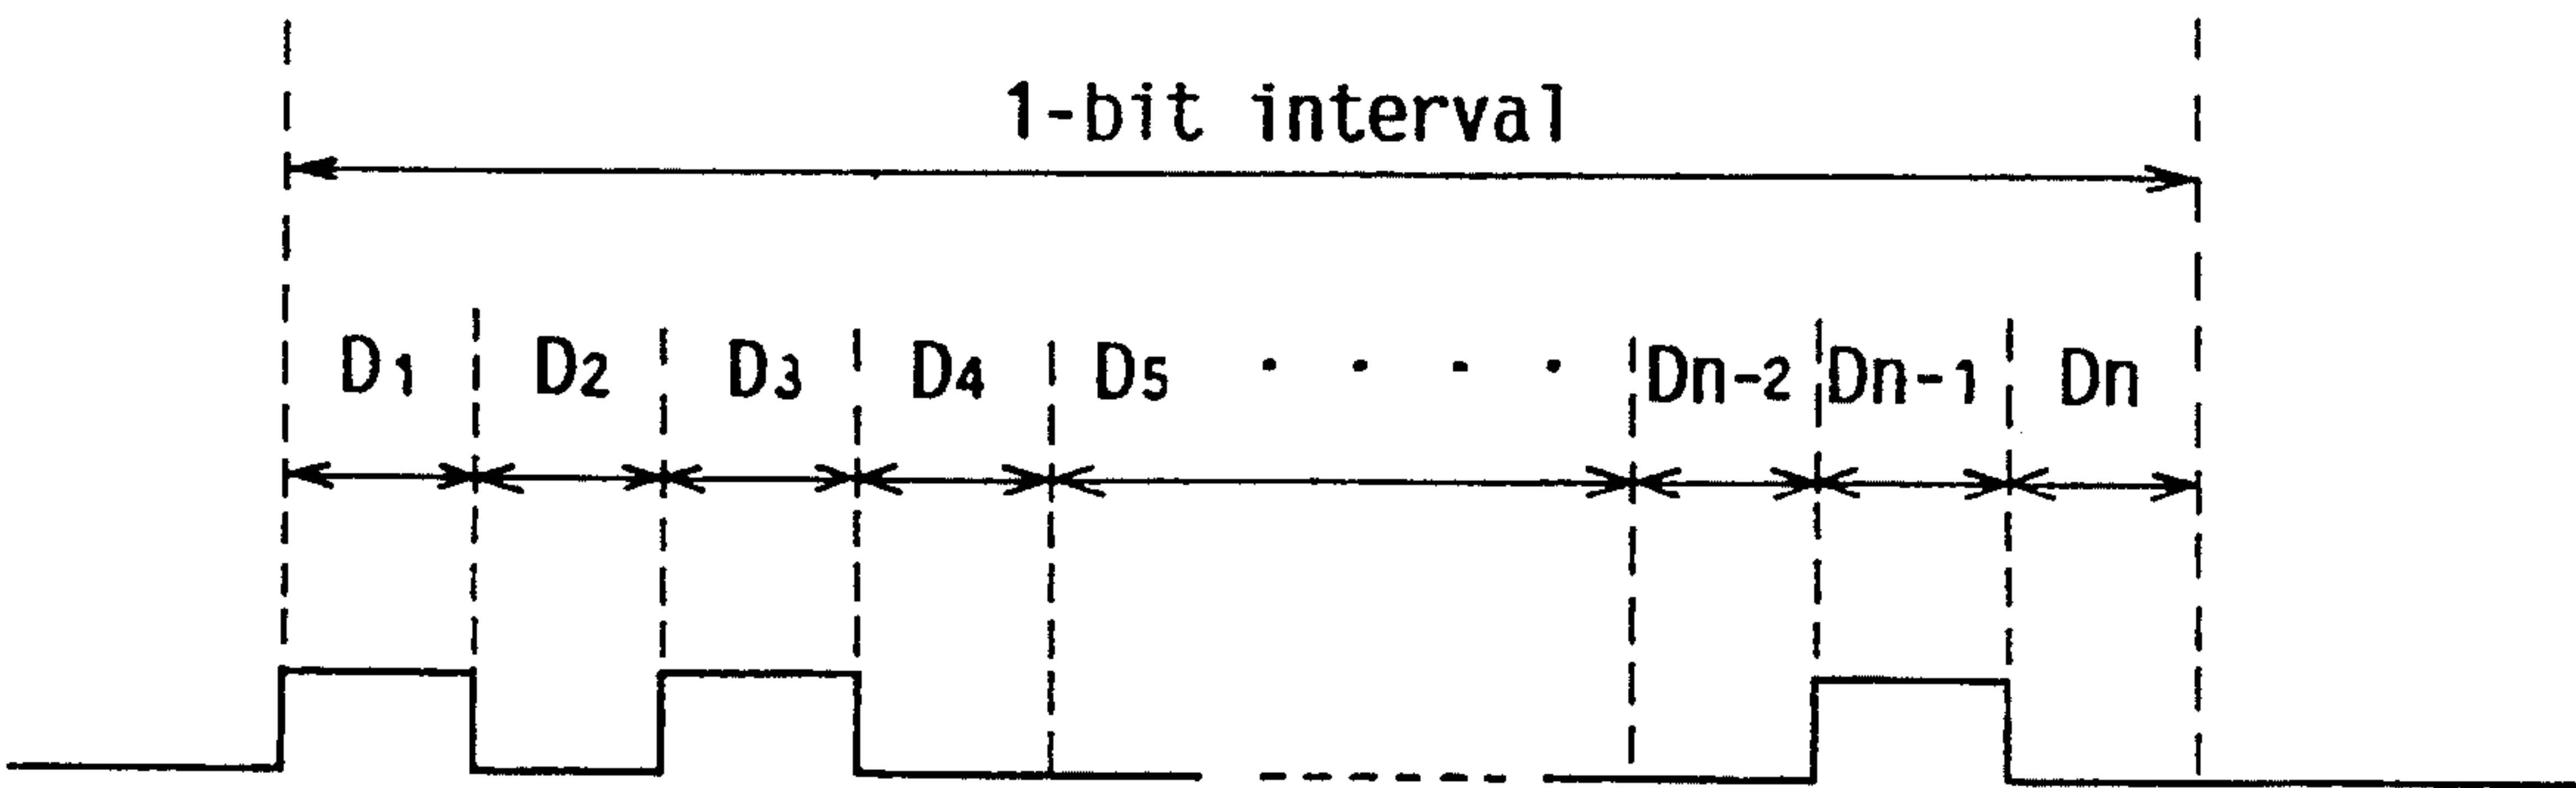 1-bit interval
D1 D2 D3 D4 D5 · · · · Dn-2 Dn-1 Dn